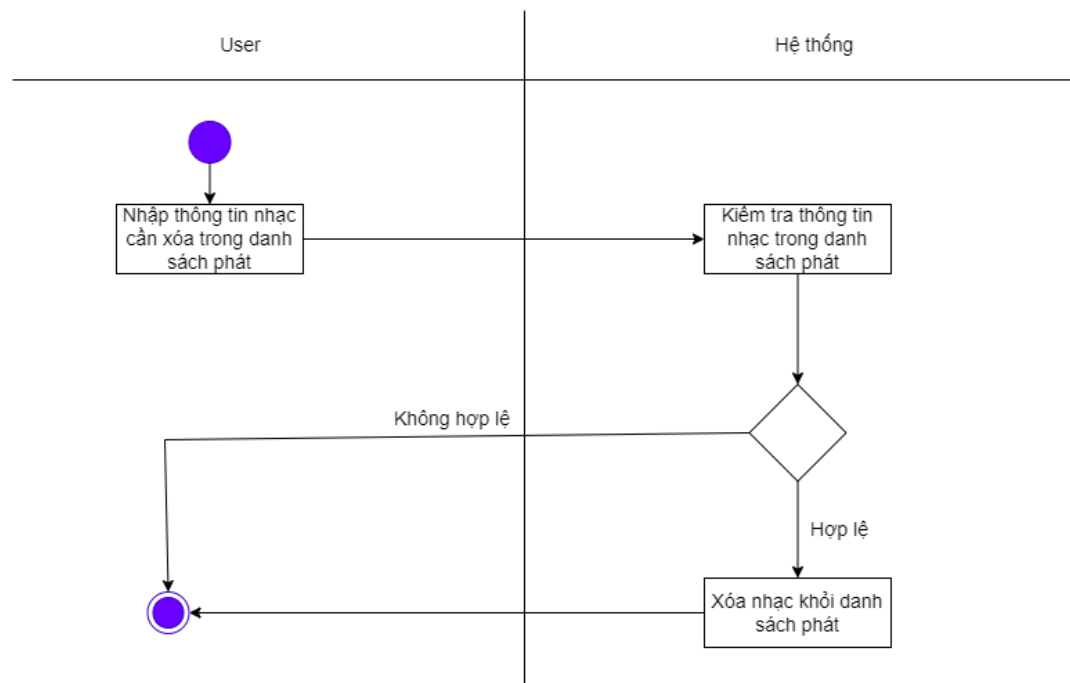 User
Hệ thống
Nhập thông tin nhạc
cần xóa trong danh
sách phát
Kiểm tra thông tin
nhạc trong danh
sách phát
Không hợp lệ
Hợp lệ
Xóa nhạc khỏi danh
sách phát